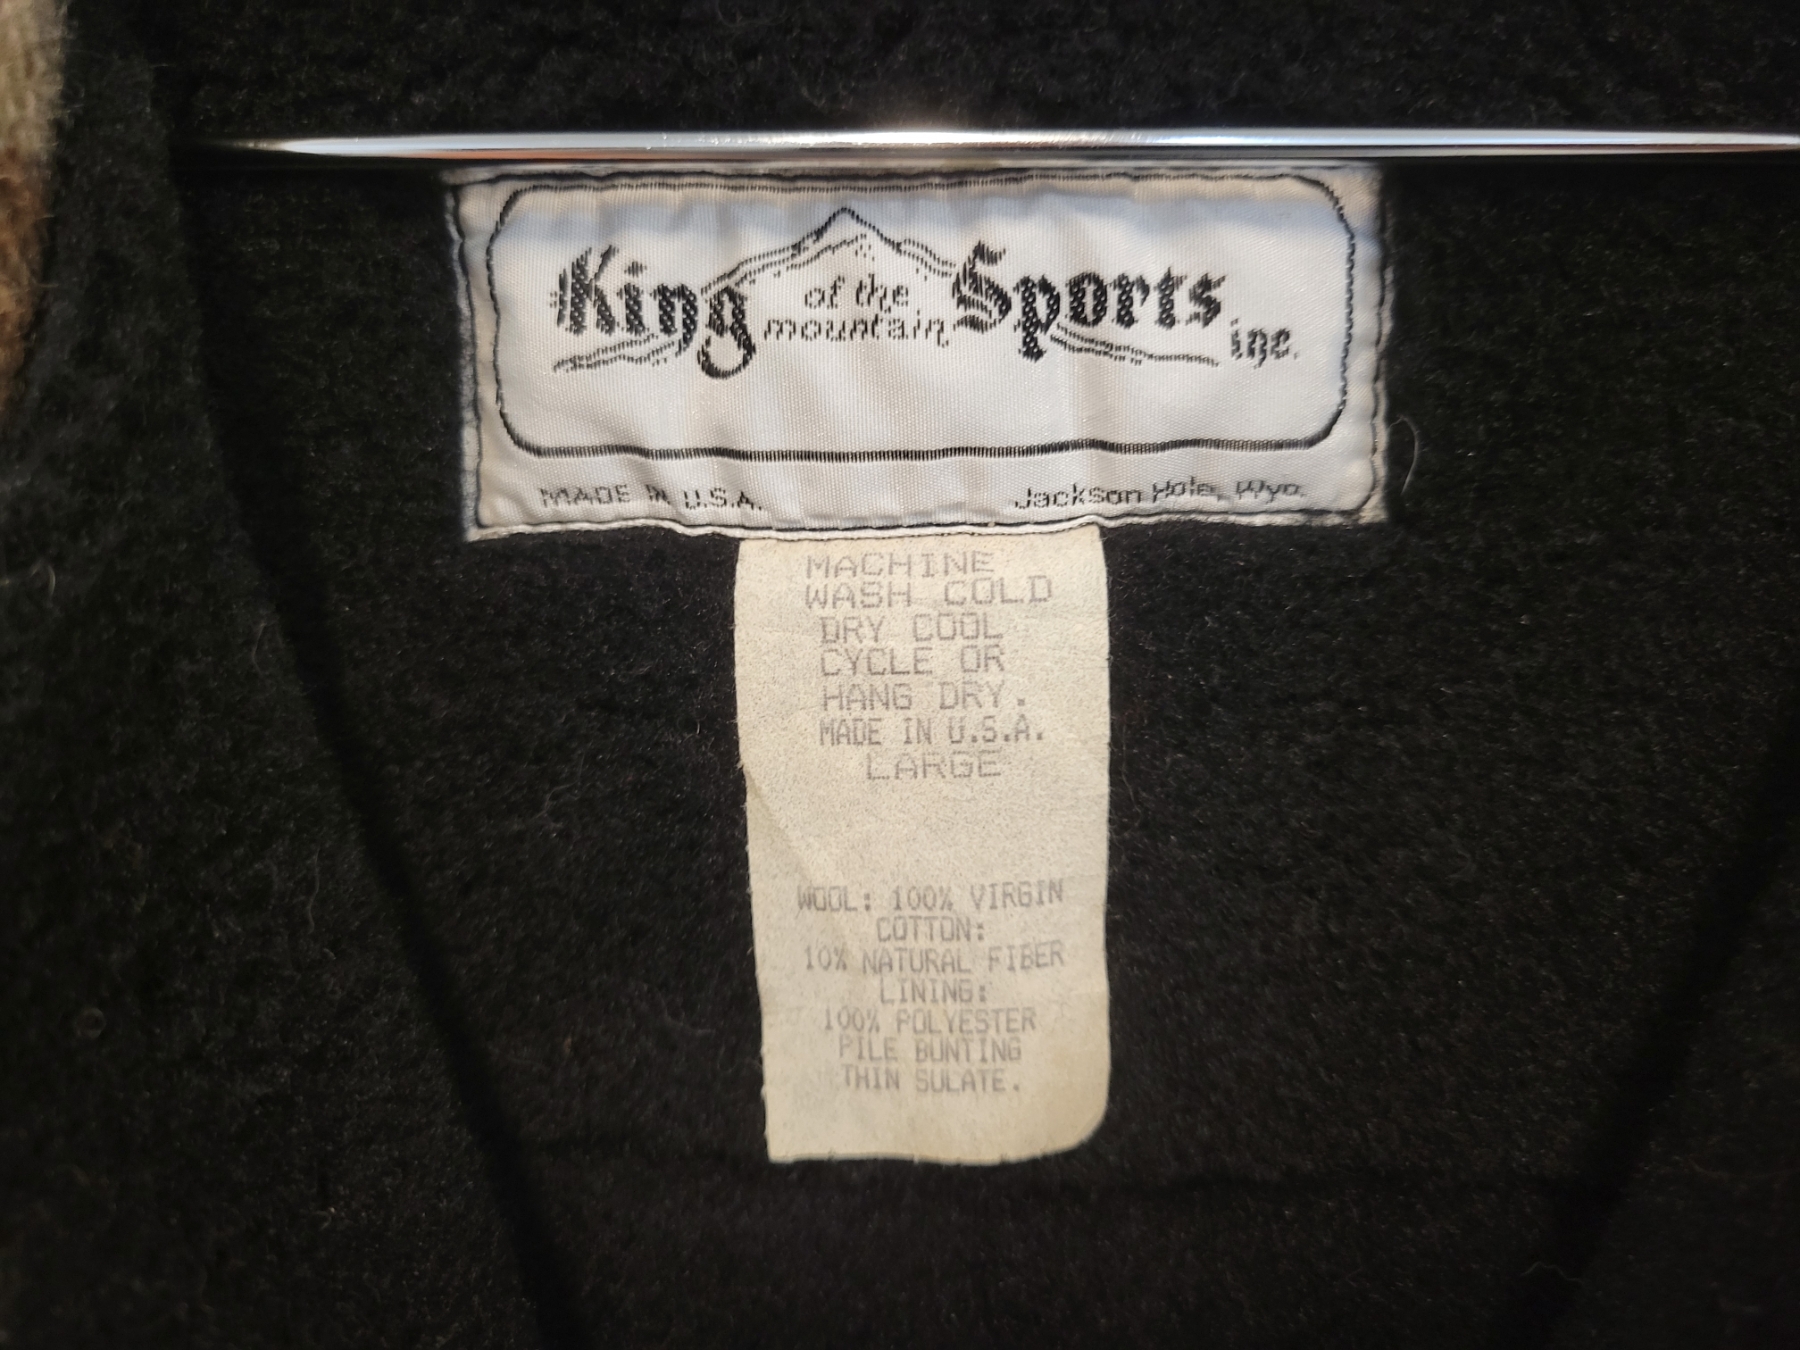 King of the mountain Sports inc.
MADE IN U.S.A. Jackson Hole, Wyo.
MACHINE
WASH COLD
DRY COOL
CYCLE OR
HANG DRY.
MADE IN U.S.A.
LARGE
WOOL: 100% VIRGIN
COTTON:
10% NATURAL FIBER
LINING:
100% POLYESTER
PILE BUNTING
THIN SULATE.